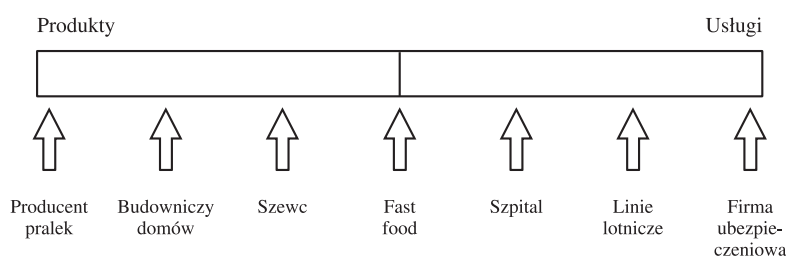 Produkty
Usługi
Producent
pralek
Budowniczy
domów
Szewc
Fast
food
Szpital
Linie
lotnicze
Firma
ubezpie-
czeniowa